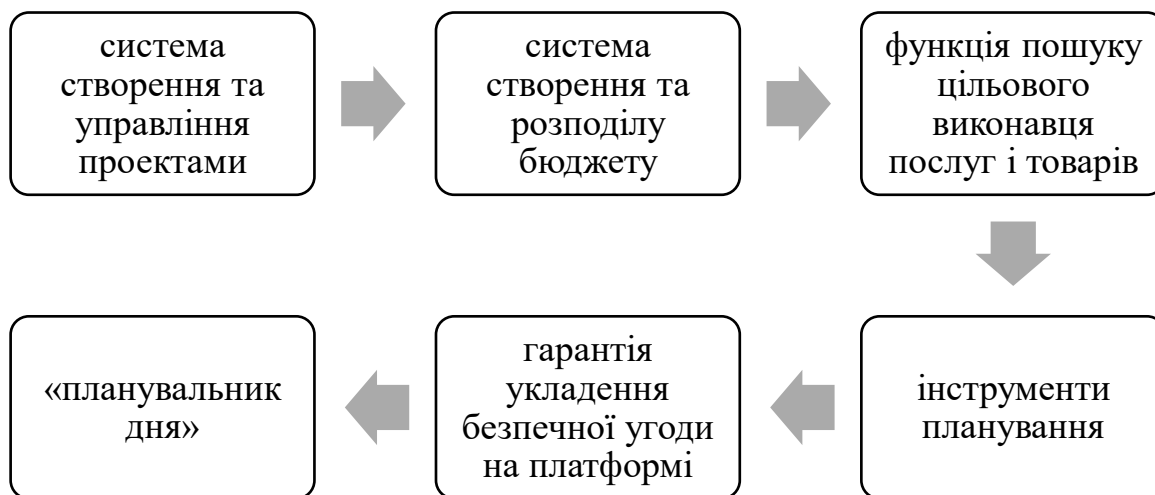 система
створення та
управління
проектами
система
створення та
розподілу
бюджету
функція пошуку
цільового
виконавця
послуг і товарів
інструменти
планування
гарантія
укладення
безпечної угоди
на платформі
«планувальник
дня»